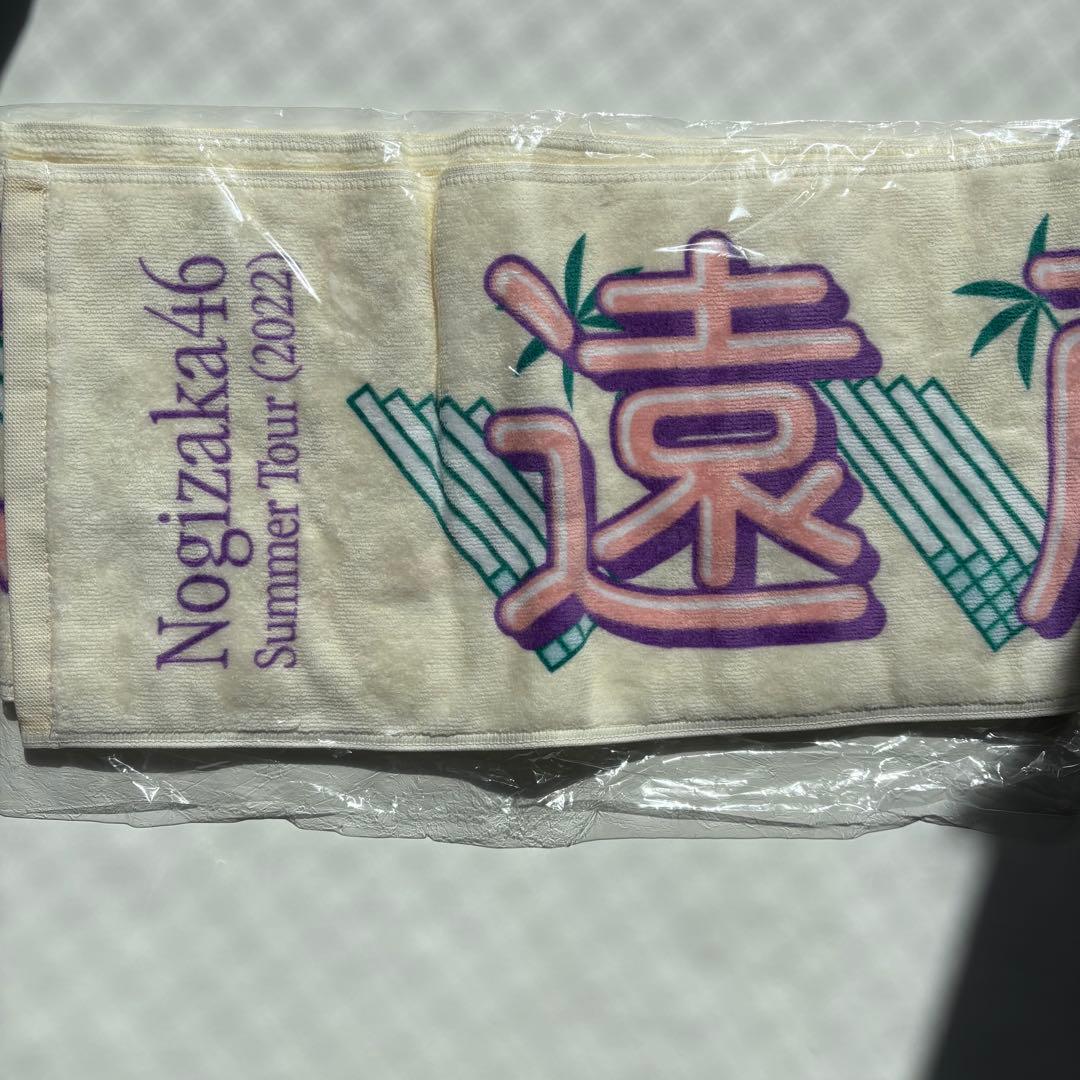 Nogizaka46
Summer Tour (2022)
遠